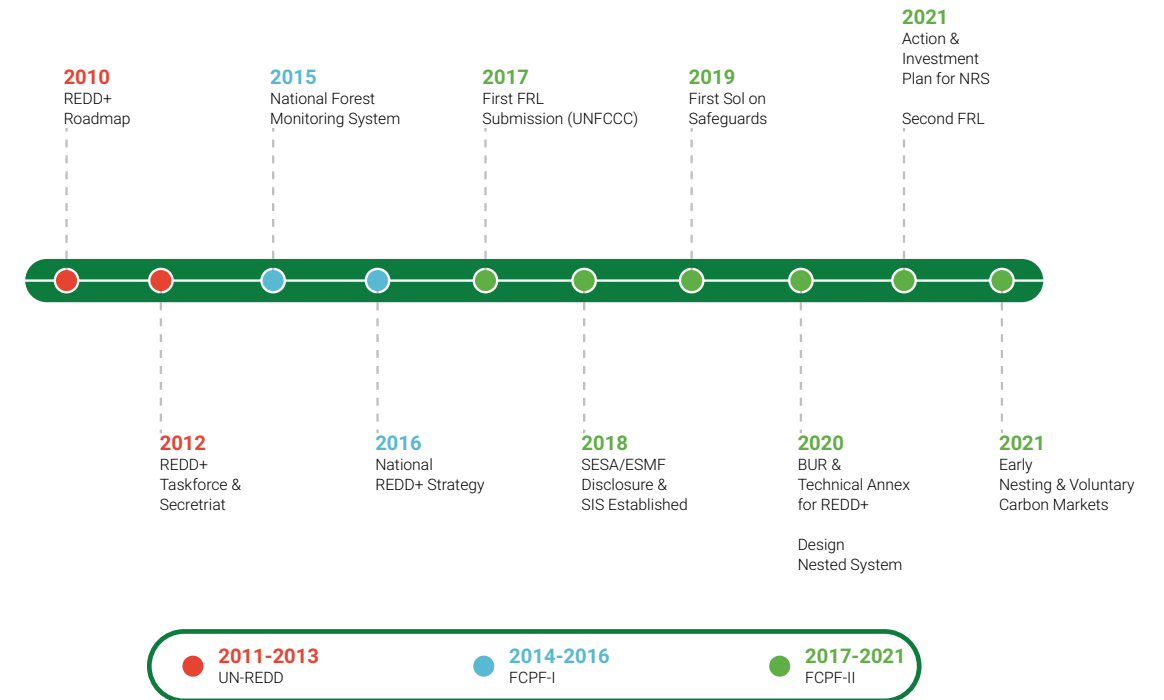 2010
REDD+
Roadmap
2015
National Forest
Monitoring System
2017
First FRL
Submission (UNFCCC)
2019
First Sol on
Safeguards
2021
Action &
Investment
Plan for NRS
Second FRL
2012
REDD+
Taskforce &
Secretriat
2016
National
REDD+ Strategy
2018
SESA/ESMF
Disclosure &
SIS Established
2020
BUR &
Technical Annex
for REDD+
Design
Nested System
2021
Early
Nesting & Voluntary
Carbon Markets
2011-2013
UN-REDD
2014-2016
FCPF-I
2017-2021
FCPF-II